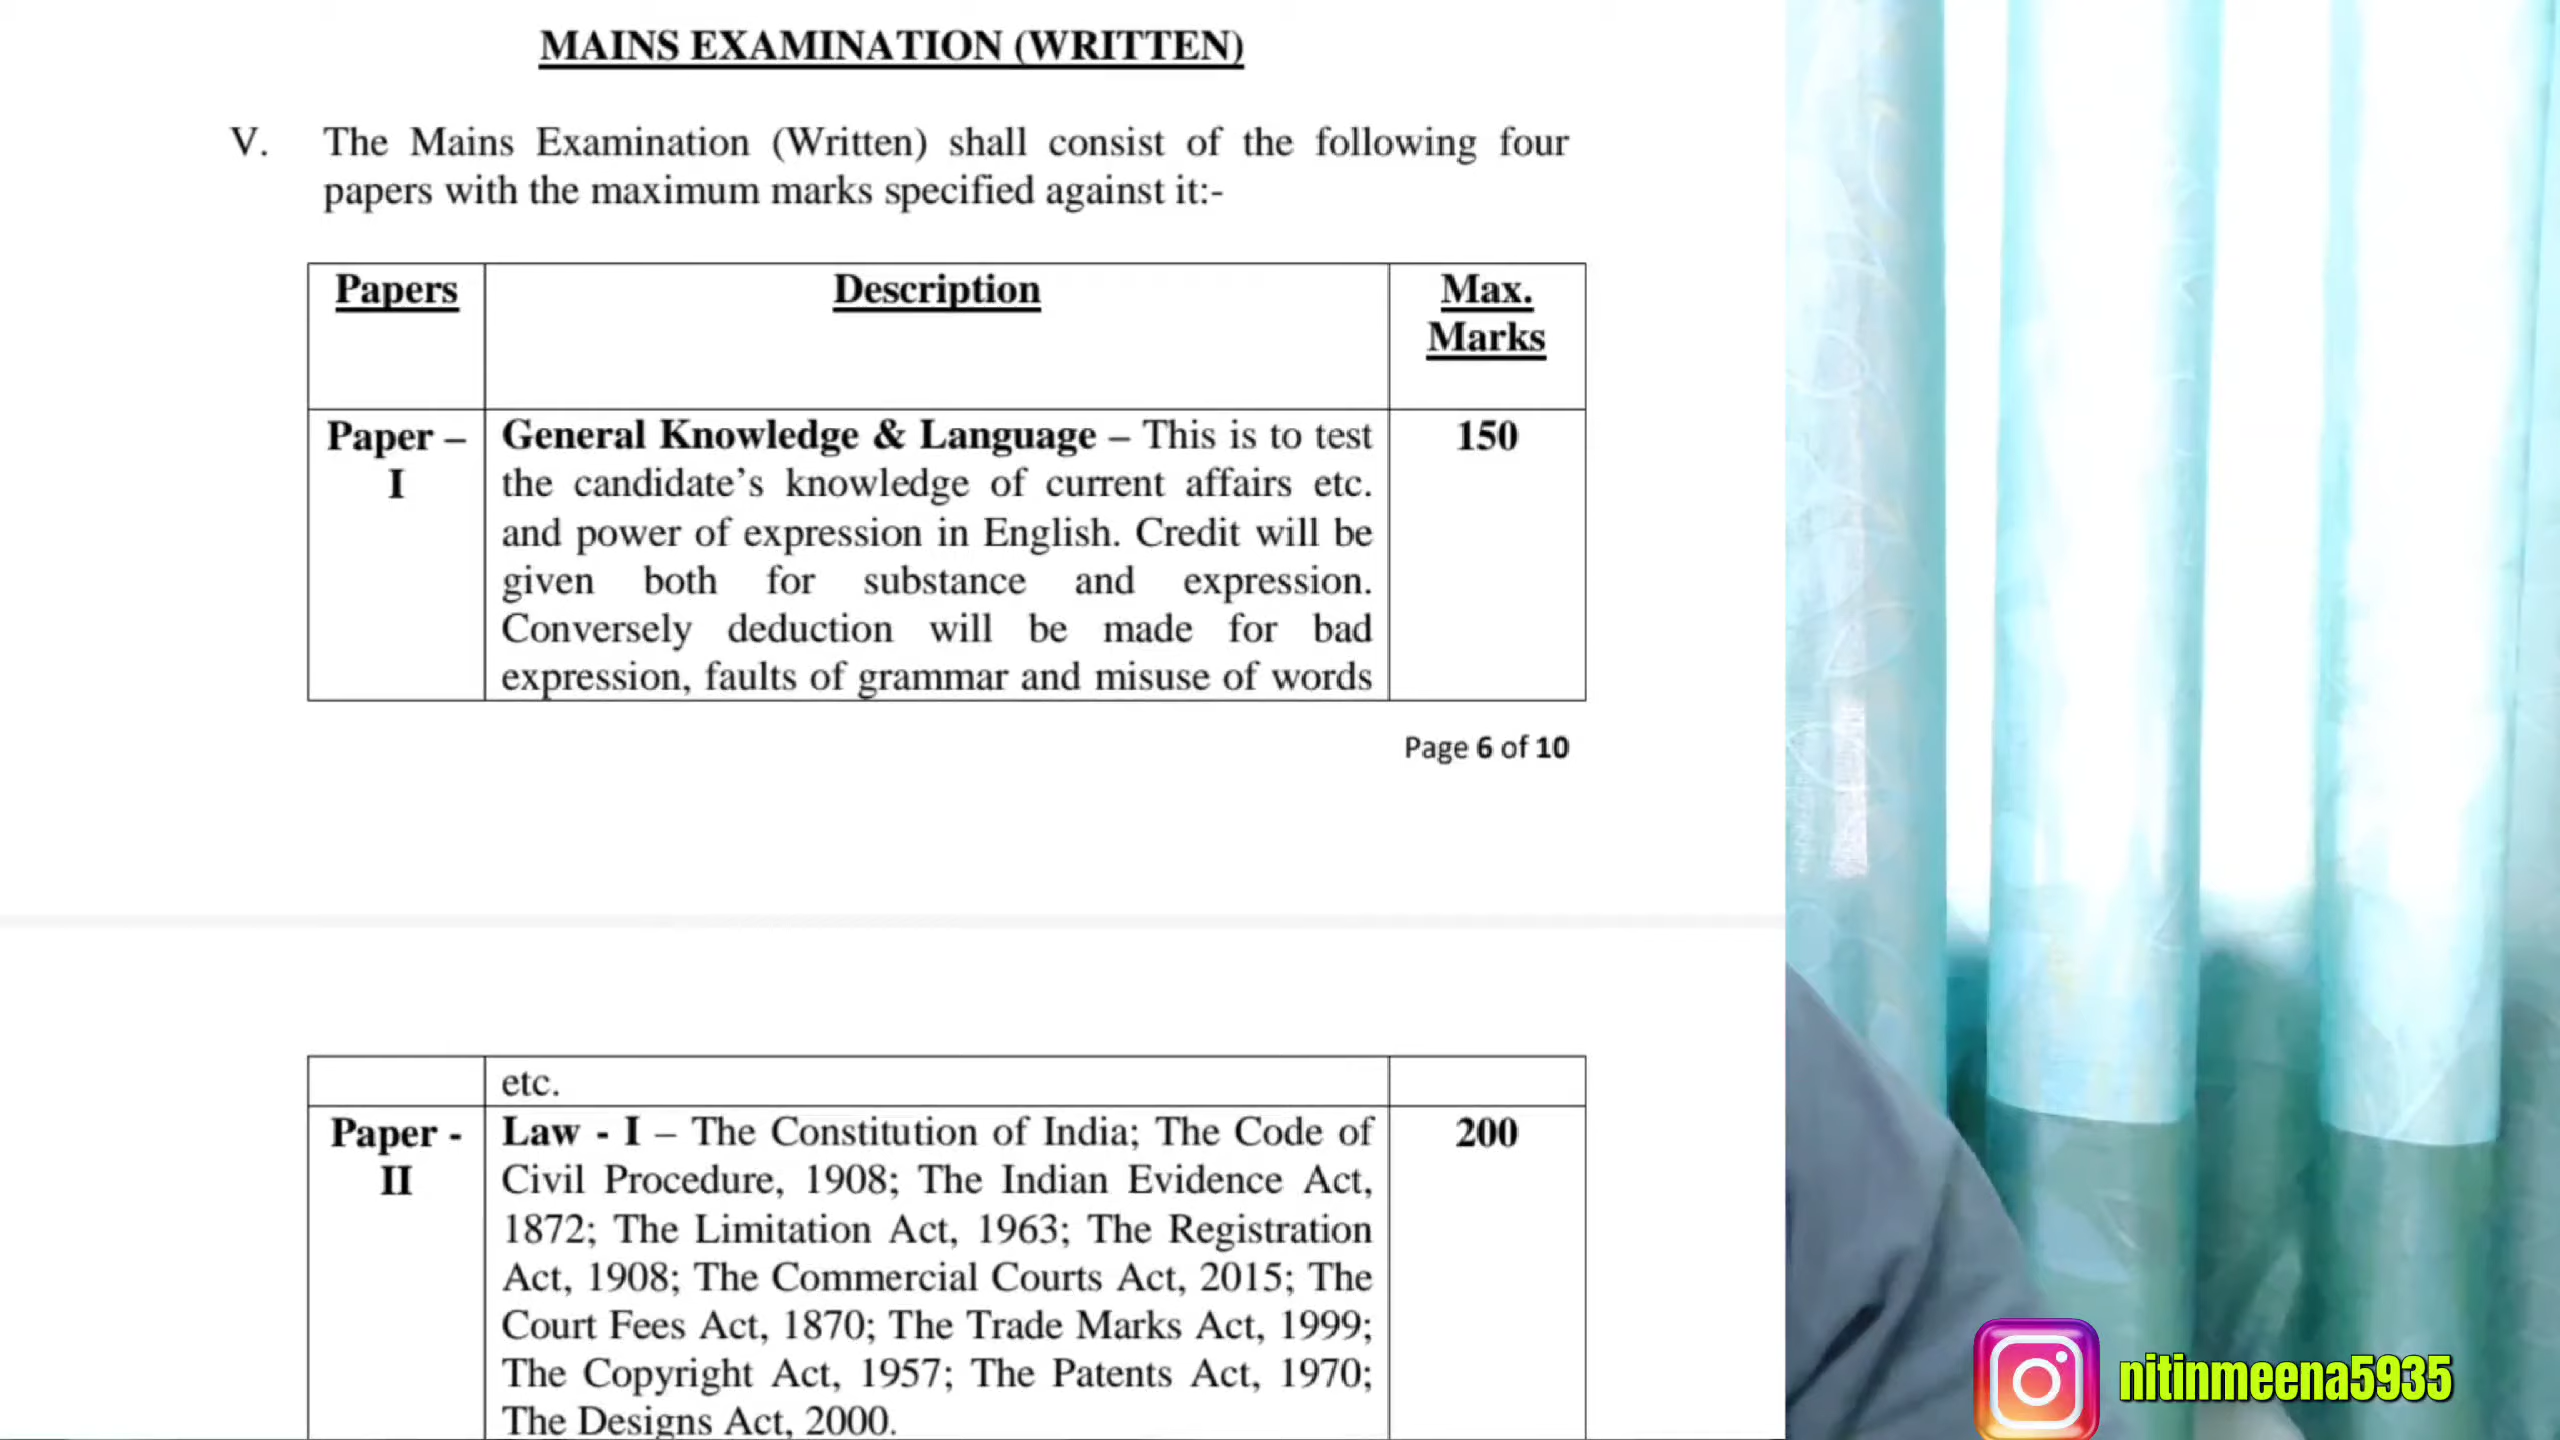 MAINS EXAMINATION (WRITTEN)
V. The Mains Examination (Written) shall consist of the following four
papers with the maximum marks specified against it:-
Papers Description Max.
Marks
Paper – General Knowledge & Language – This is to test 150
I the candidate’s knowledge of current affairs etc.
and power of expression in English. Credit will be
given both for substance and expression.
Conversely deduction will be made for bad
expression, faults of grammar and misuse of words
Page 6 of 10
etc.
Paper - Law - I – The Constitution of India; The Code of 200
II Civil Procedure, 1908; The Indian Evidence Act,
1872; The Limitation Act, 1963; The Registration
Act, 1908; The Commercial Courts Act, 2015; The
Court Fees Act, 1870; The Trade Marks Act, 1999;
The Copyright Act, 1957; The Patents Act, 1970;
The Designs Act, 2000.
nitinmeena5935